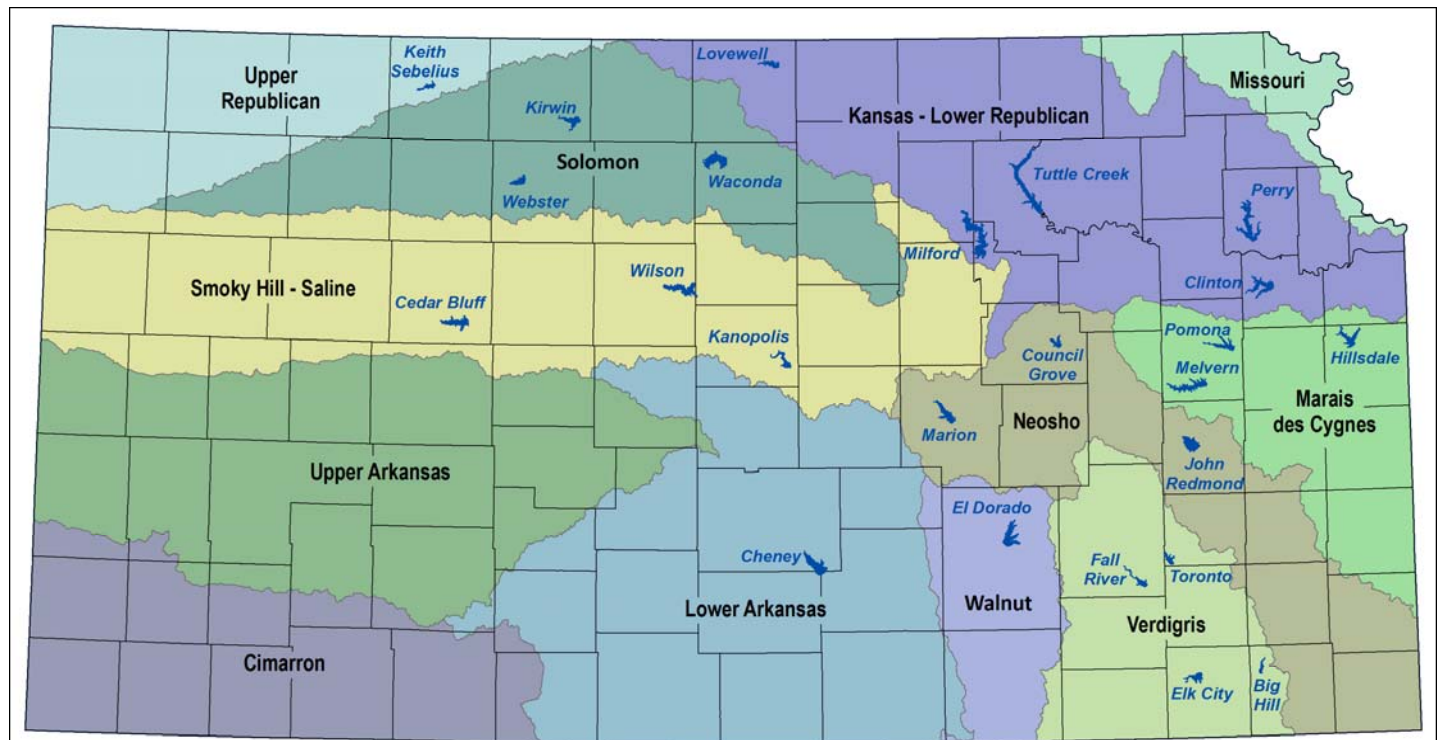 Keith
Sebelius
Lovewell
Upper
Republican
Missouri
Kirwin
Kansas - Lower Republican
Solomon
Waconda
Tuttle Creek
Webster
Perry
Milford
Wilson
Smoky Hill - Saline
Clinton
Cedar Bluff
Kanopolis
Pomona
Council
Grove
Melvern
Hillsdale
Marais
des Cygnes
Neosho
Marion
Upper Arkansas
John
Redmond
El Dorado
Cheney
Fall
River
Toronto
Lower Arkansas
Walnut
Verdigris
Cimarron
Elk City
Big
Hill